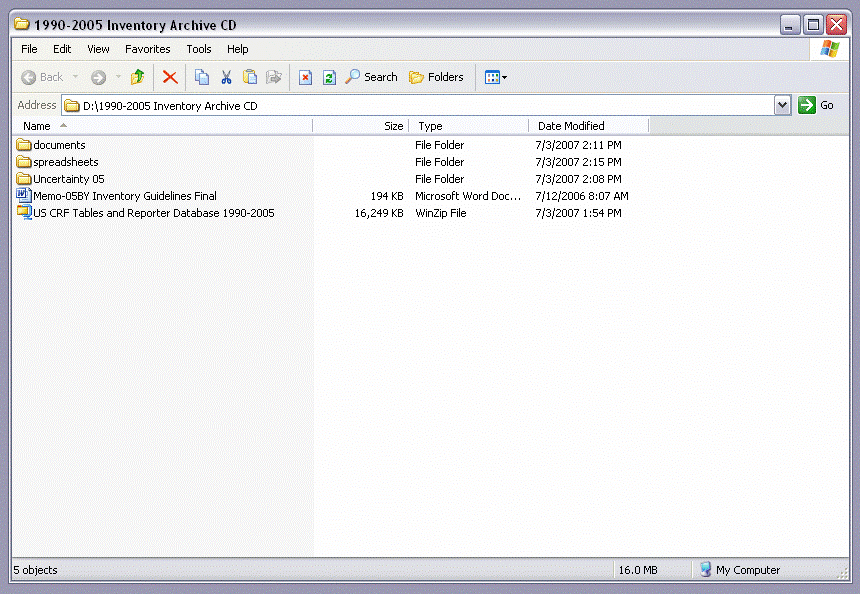 1990-2005 Inventory Archive CD
File Edit View Favorites Tools Help
Back Search Folders
Address D:\1990-2005 Inventory Archive CD Go
Name Size Type Date Modified
documents File Folder 7/3/2007 2:11 PM
spreadsheets File Folder 7/3/2007 2:15 PM
Uncertainty 05 File Folder 7/3/2007 2:08 PM
Memo-05BY Inventory Guidelines Final 194 KB Microsoft Word Doc... 7/12/2006 8:07 AM
US CRF Tables and Reporter Database 1990-2005 16,249 KB WinZip File 7/3/2007 1:54 PM
5 objects 16.0 MB My Computer